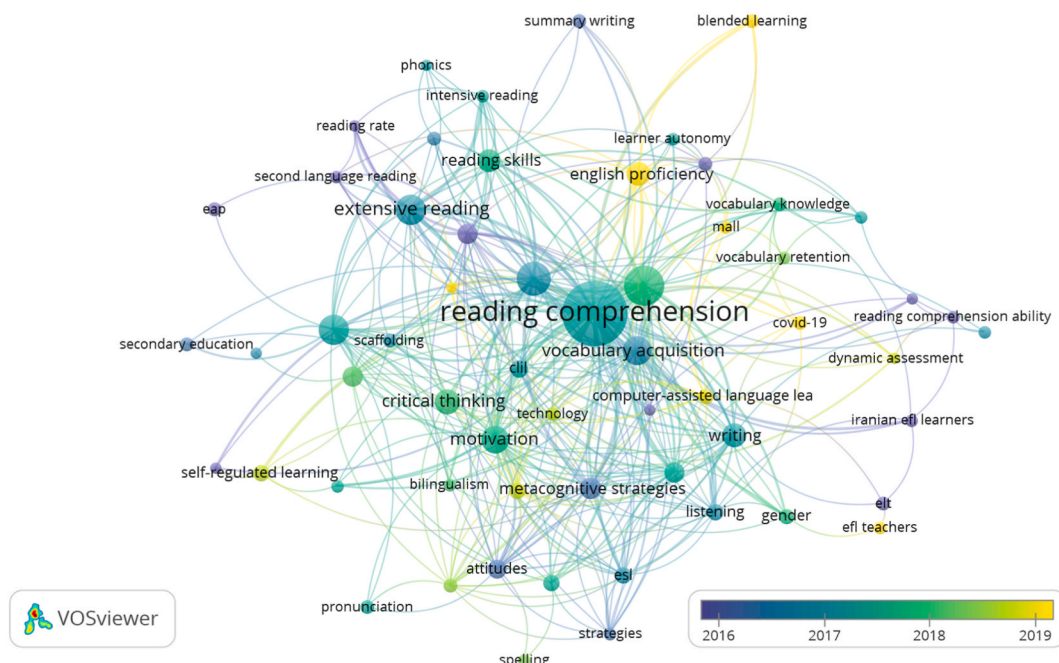 summary writing
blended learning
phonics
intensive reading
reading rate
learner autonomy
reading skills
english proficiency
second language reading
vocabulary knowledge
eap
extensive reading
mall
vocabulary retention
reading comprehension
covid-19
reading comprehension ability
secondary education
scaffolding
vocabulary acquisition
dynamic assessment
clil
computer-assisted language lea
critical thinking
technology
iranian efl learners
motivation
writing
self-regulated learning
bilingualism
metacognitive strategies
listening
gender
elt
efl teachers
attitudes
esl
pronunciation
strategies
spelling
VOSviewer
2016 2017 2018 2019